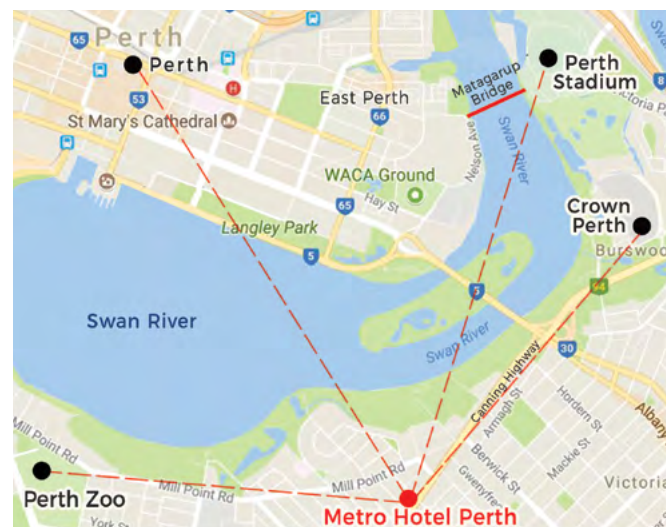 65
Perth
Perth
Perth
Stadium
8
Matagarup
Bridge
53
H
East Perth
66
St Mary's Cathedral
Nelson Ave
Swan River
WACA Ground
Hay St
65
Crown
Perth
Burswood
Langley Park
5
5
94
Swan River
Swan River
30
Canning Highway
Armagh St
Hordern St
Albany
Mackie St
Berwick St
Mill Point Rd
Mill Point Rd
Mill Point Rd
Victoria
Perth Zoo
York St
Metro Hotel Perth